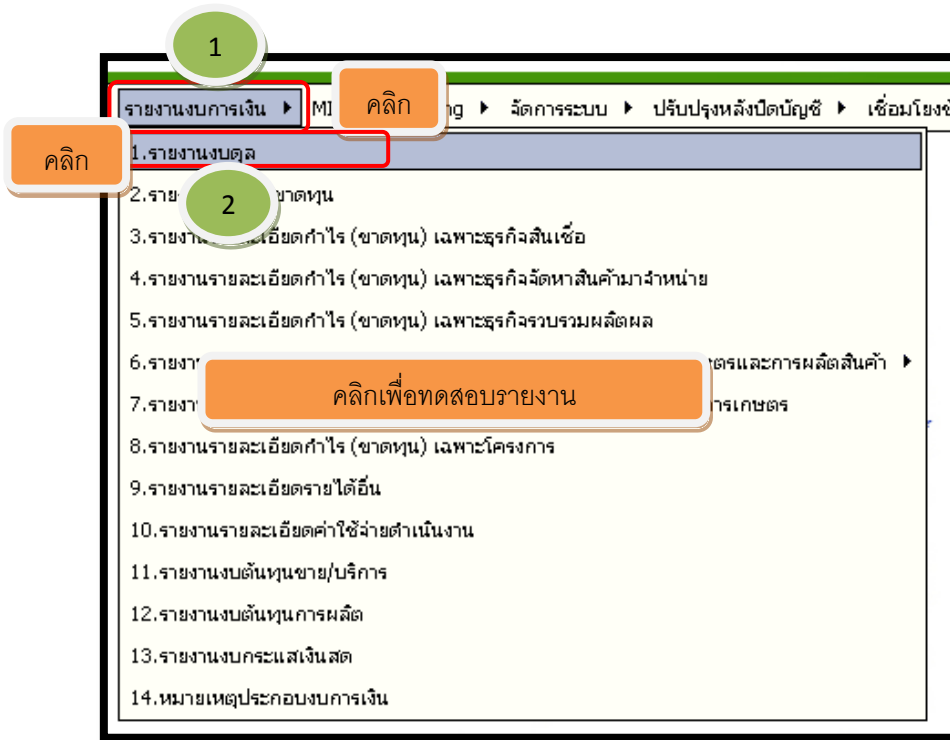 1
รายงานงบการเงิน ▶ MI คลิก ng ▶ จัดการระบบ ▶ ปรับปรุงหลังปิดบัญชี ▶ เชื่อมโยง
คลิก
1.รายงานงบดุล
2
2.ราย ขาดทุน
3.รายงาน ละเอียดกำไร (ขาดทุน) เฉพาะธุรกิจสินเชื่อ
4.รายงานรายละเอียดกำไร (ขาดทุน) เฉพาะธุรกิจจัดหาสินค้ามาจำหน่าย
5.รายงานรายละเอียดกำไร (ขาดทุน) เฉพาะธุรกิจรวบรวมผลิตผล
6.รายงา ตรและการผลิตสินค้า ▶
คลิกเพื่อทดสอบรายงาน
7.รายงา ารเกษตร
8.รายงานรายละเอียดกำไร (ขาดทุน) เฉพาะโครงการ
9.รายงานรายละเอียดรายได้อื่น
10.รายงานรายละเอียดค่าใช้จ่ายดำเนินงาน
11.รายงานงบต้นทุนขาย/บริการ
12.รายงานงบต้นทุนการผลิต
13.รายงานงบกระแสเงินสด
14.หมายเหตุประกอบงบการเงิน